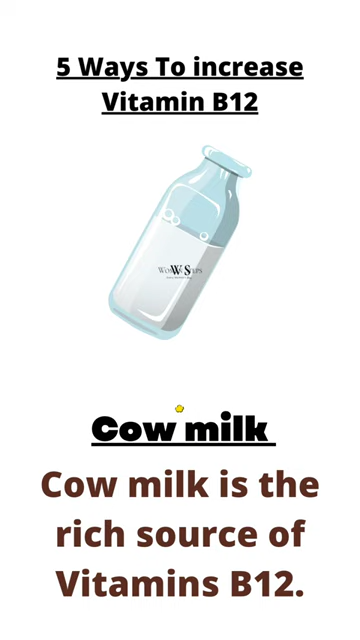 5 Ways To increase
Vitamin B12
Cow milk
Cow milk is the
rich source of
Vitamins B12.